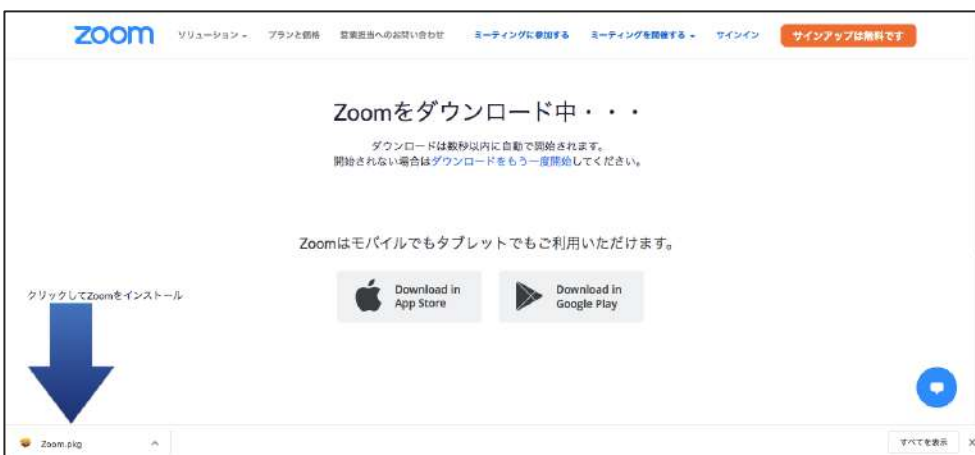 zoom
ソリューション
プランと価格
営業担当へのお問い合わせ
ミーティングに参加する
ミーティングを開催する
サインイン
サインアップは無料です
Zoomをダウンロード中・・・
ダウンロードは数秒以内に自動で開始されます。
開始されない場合はダウンロードをもう一度開始してください。
Zoomはモバイルでもタブレットでもご利用いただけます。
Download in
App Store
Download in
Google Play
クリックしてZoomをインストール
Zoom.pkg
すべてを表示
X